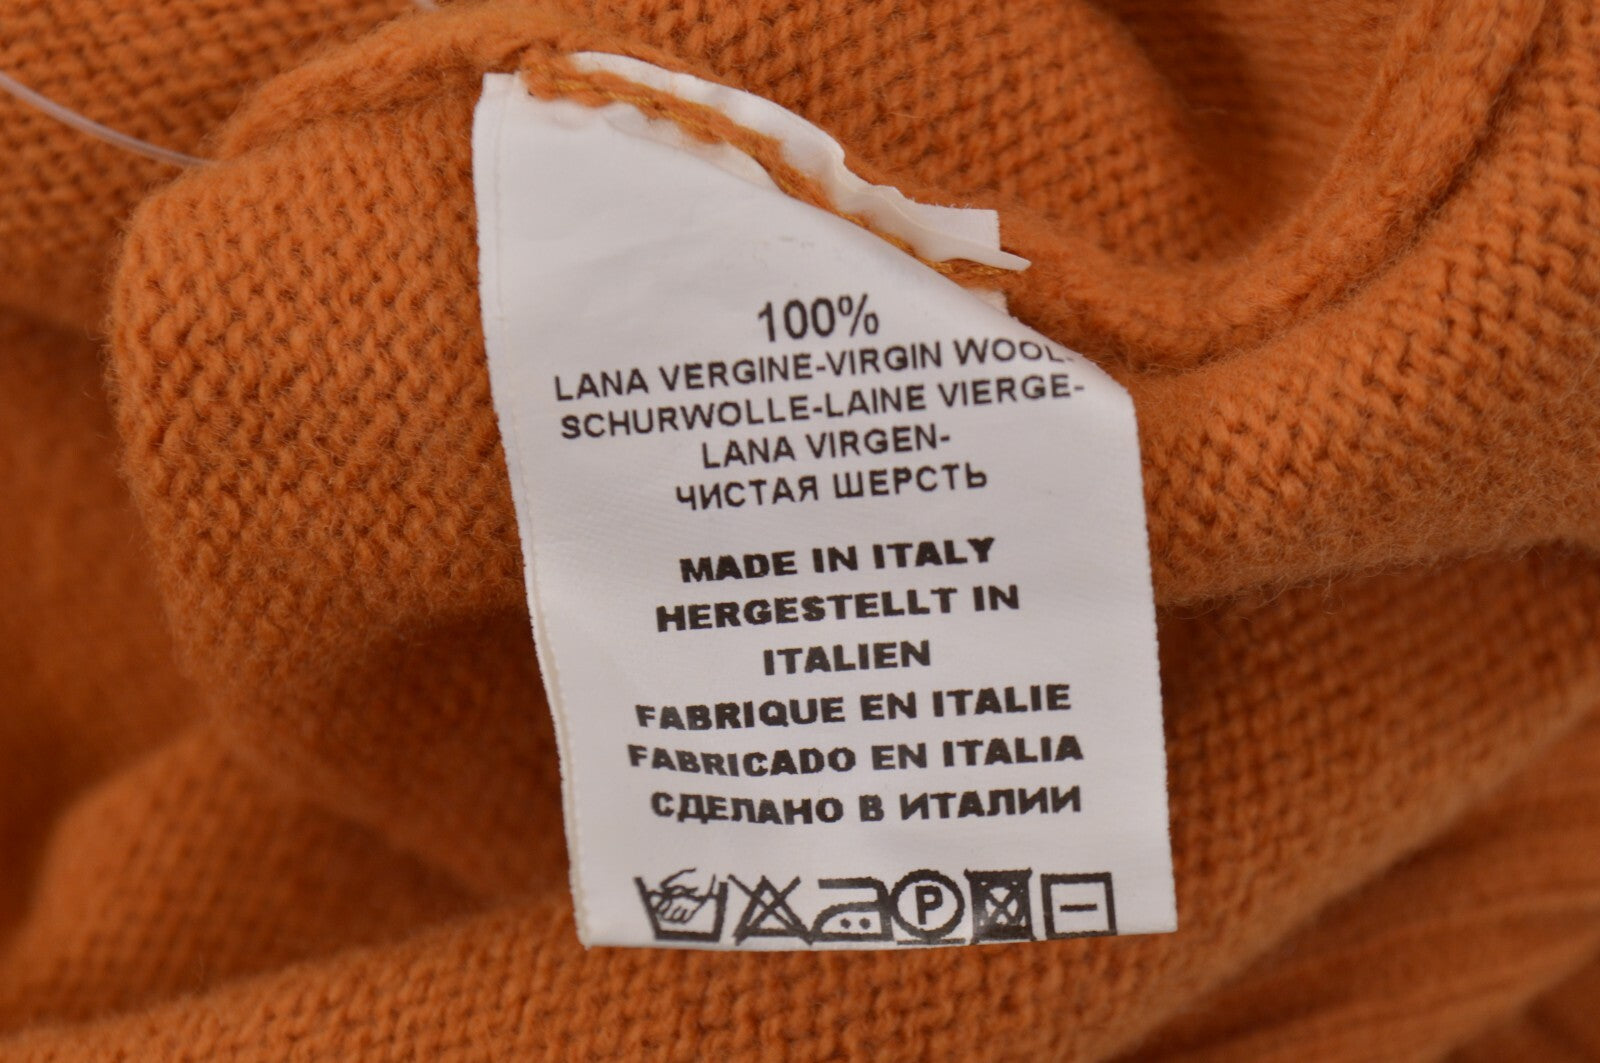 100%
LANA VERGINE-VIRGIN WOOL-
SCHURWOLLE-LAINE VIERGE-
LANA VIRGEN-
ЧИСТАЯ ШЕРСТЬ
MADE IN ITALY
HERGESTELLT IN
ITALIEN
FABRIQUE EN ITALIE
FABRICADO EN ITALIA
СДЕЛАНО В ИТАЛИИ
P